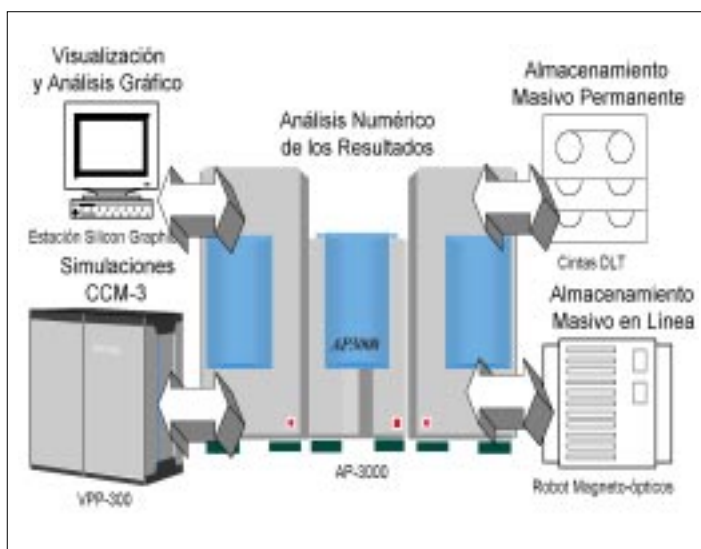 Visualización
y Análisis Gráfico
Estación Silicon Graphi
Simulaciones
CCM-3
VPP-300
Análisis Numérico
de los Resultados
AP3000
AP-3000
Almacenamiento
Masivo Permanente
Cintas DLT
Almacenamiento
Masivo en Línea
Robot Magneto-ópticos